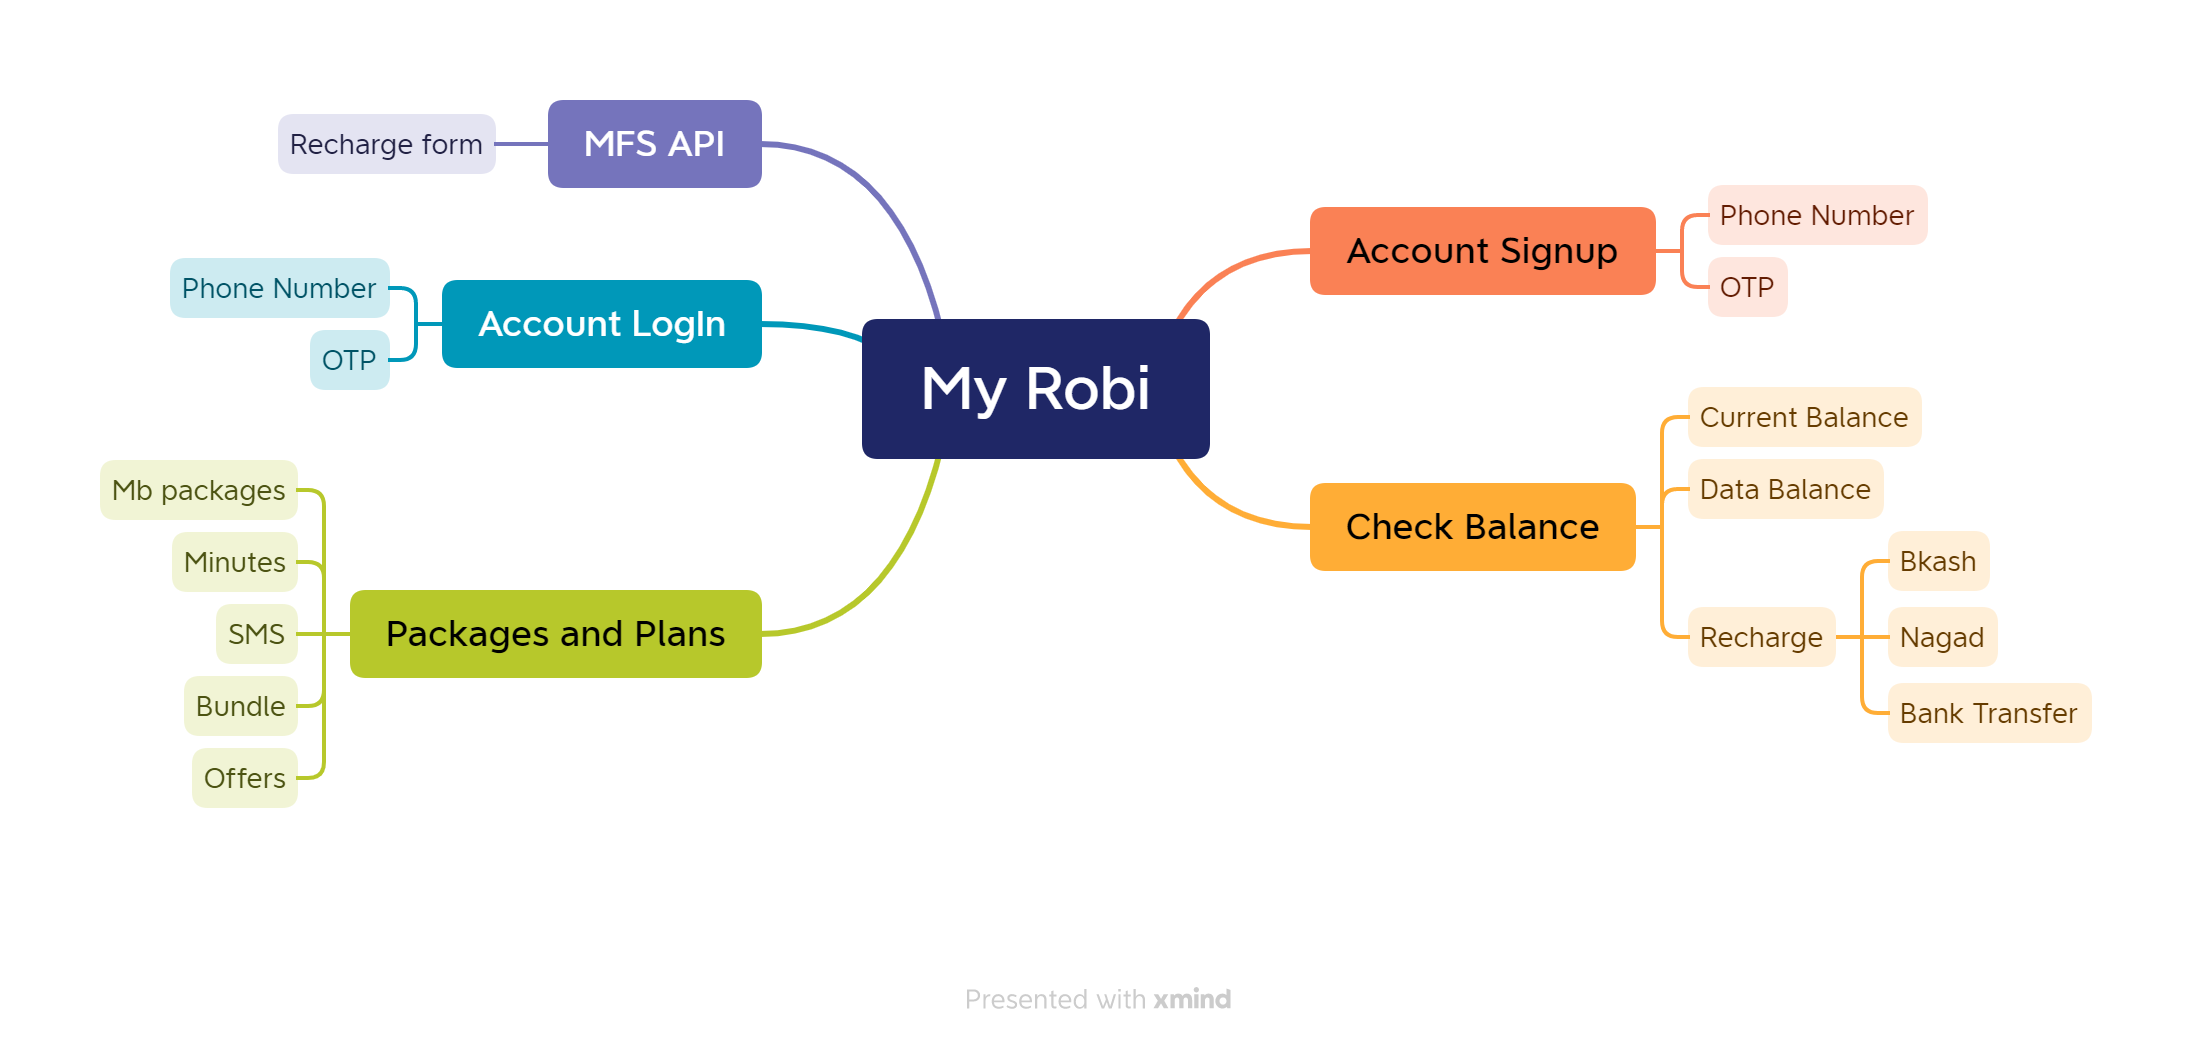 My Robi
Account Signup
Phone Number
OTP
Check Balance
Current Balance
Data Balance
Recharge
Bkash
Nagad
Bank Transfer
Packages and Plans
Mb packages
Minutes
SMS
Bundle
Offers
Account LogIn
Phone Number
OTP
MFS API
Recharge form
Presented with xmind